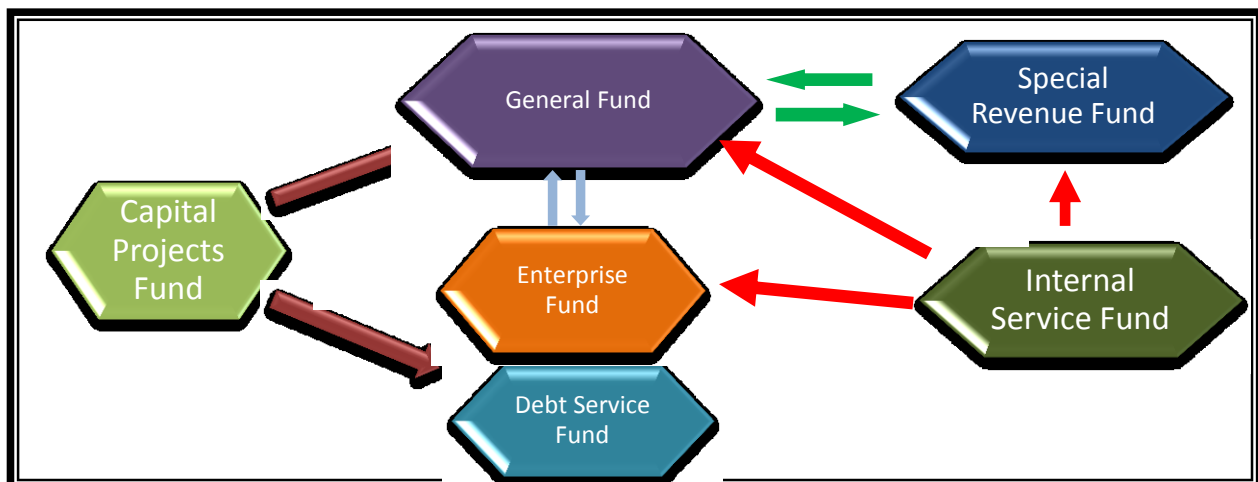 General Fund
Special
Revenue Fund
Capital
Projects
Fund
Enterprise
Fund
Internal
Service Fund
Debt Service
Fund